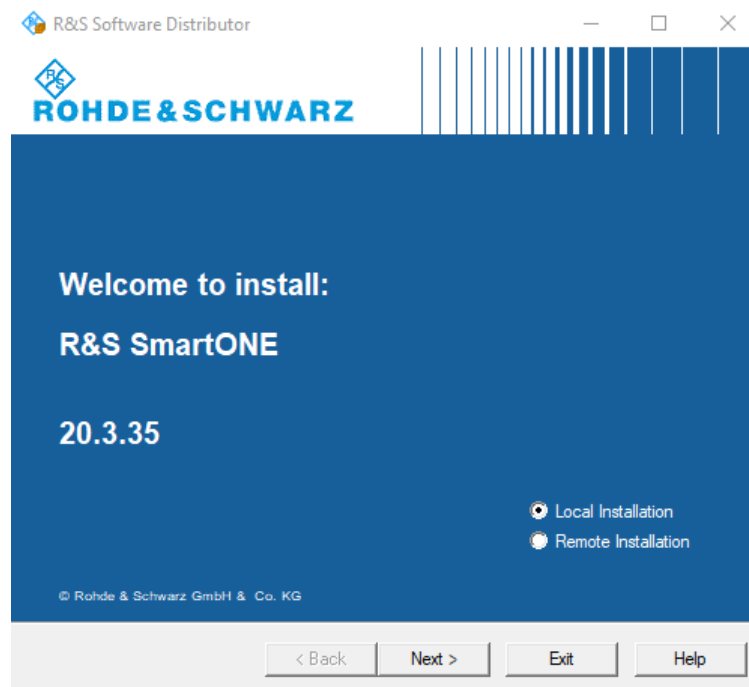 R&S Software Distributor
R&S
ROHDE&SCHWARZ
Welcome to install:
R&S SmartONE
20.3.35
Local Installation
Remote Installation
© Rohde & Schwarz GmbH & Co. KG
< Back Next > Exit Help